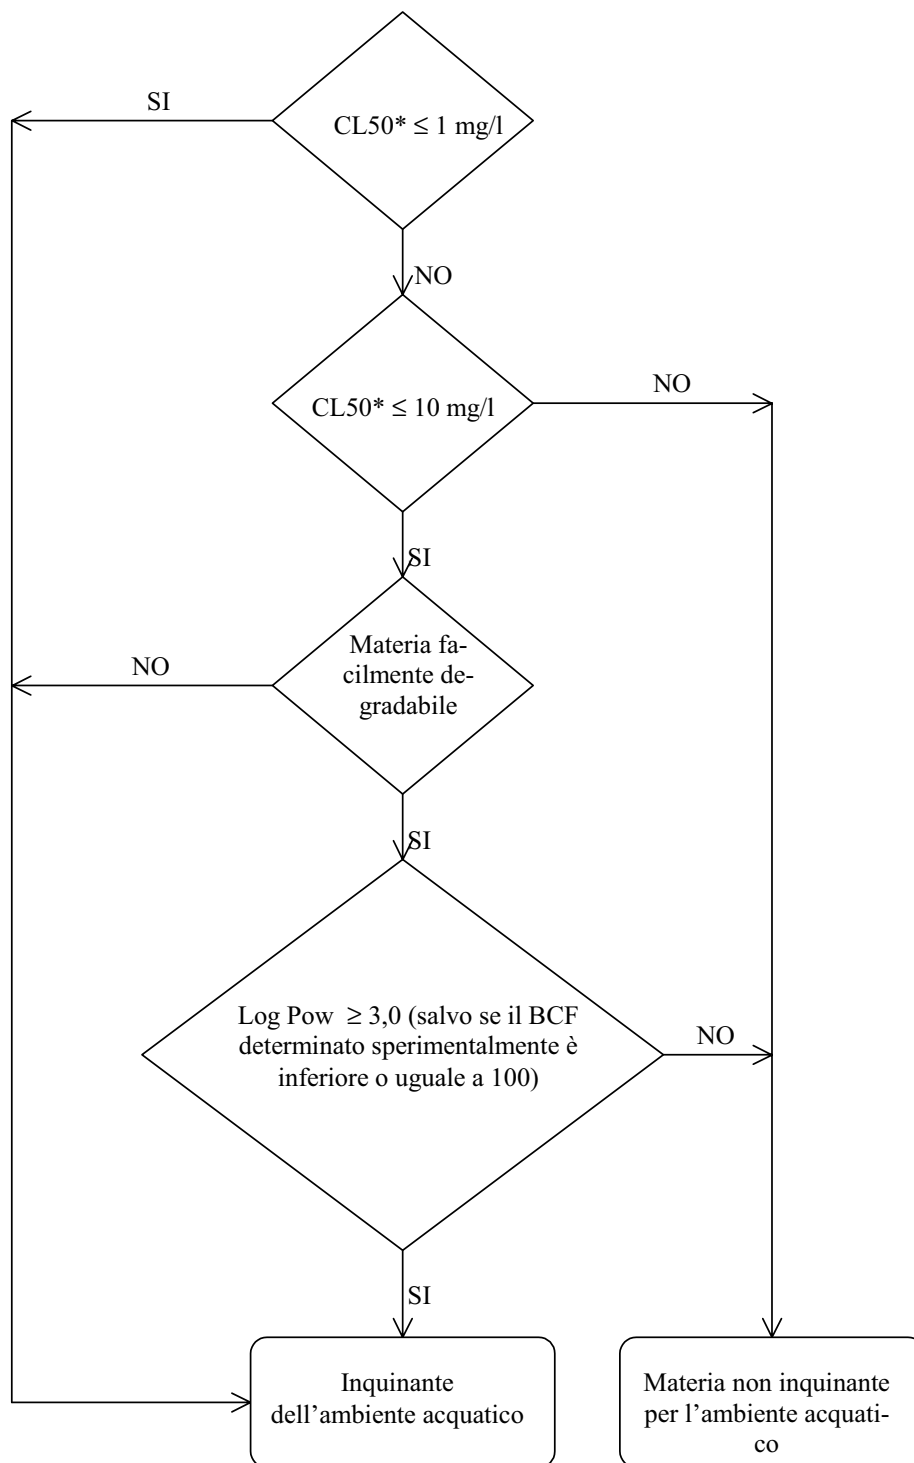 SI
CL50* ≤ 1 mg/l
NO
CL50* ≤ 10 mg/l
NO
SI
Materia fa-
cilmente de-
gradabile
NO
SI
Log Pow ≥ 3,0 (salvo se il BCF
determinato sperimentalmente è
inferiore o uguale a 100)
NO
SI
Inquinante
dell’ambiente acquatico
Materia non inquinante
per l’ambiente acquati-
co